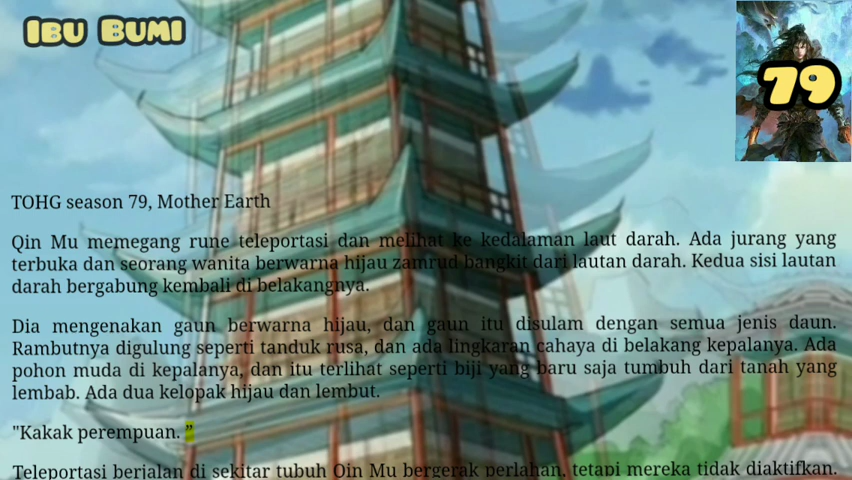 Ibu Bumi
79
TOHG season 79, Mother Earth
Qin Mu memegang rune teleportasi dan melihat ke kedalaman laut darah. Ada jurang yang
terbuka dan seorang wanita berwarna hijau zamrud bangkit dari lautan darah. Kedua sisi lautan
darah bergabung kembali di belakangnya.
Dia mengenakan gaun berwarna hijau, dan gaun itu disulam dengan semua jenis daun.
Rambutnya digulung seperti tanduk rusa, dan ada lingkaran cahaya di belakang kepalanya. Ada
pohon muda di kepalanya, dan itu terlihat seperti biji yang baru saja tumbuh dari tanah yang
lembab. Ada dua kelopak hijau dan lembut.
"Kakak perempuan. ”
Teleportasi berjalan di sekitar tubuh Qin Mu bergerak perlahan, tetapi mereka tidak diaktifkan.